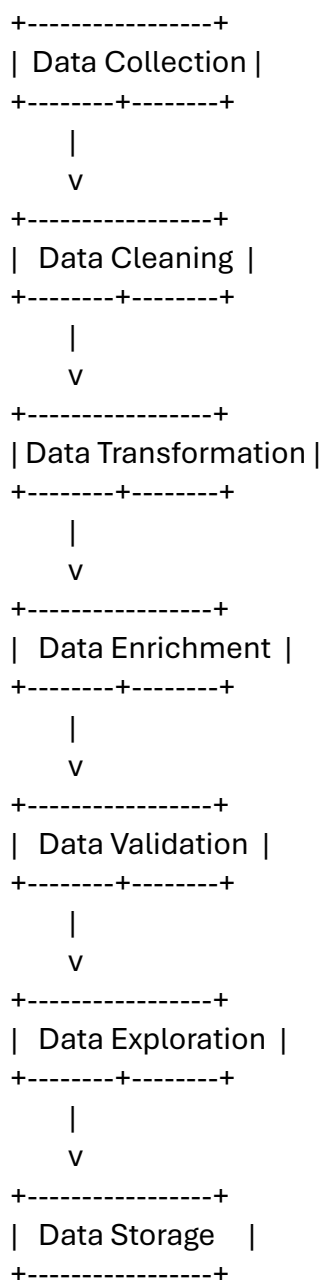 +-----------------+
| Data Collection |
+--------+--------+
|
v
+-----------------+
| Data Cleaning |
+--------+--------+
|
v
+-----------------+
| Data Transformation |
+--------+--------+
|
v
+-----------------+
| Data Enrichment |
+--------+--------+
|
v
+-----------------+
| Data Validation |
+--------+--------+
|
v
+-----------------+
| Data Exploration |
+--------+--------+
|
v
+-----------------+
| Data Storage |
+-----------------+